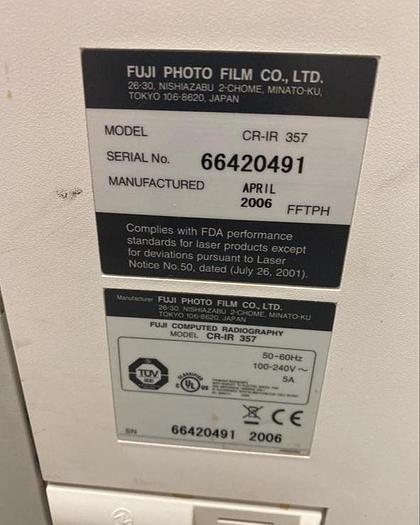 FUJI PHOTO FILM CO., LTD.
26-30, NISHIAZABU 2-CHOME, MINATO-KU,
TOKYO 106-8620, JAPAN
MODEL CR-IR 357
SERIAL No. 66420491
MANUFACTURED APRIL
2006 FFTPH
Complies with FDA performance
standards for laser products except
for deviations pursuant to Laser
Notice No.50, dated (July 26, 2001).
Manufacturer FUJI PHOTO FILM CO., LTD.
26-30, NISHIAZABU 2-CHOME, MINATO-KU
TOKYO 106-8620, JAPAN
FUJI COMPUTED RADIOGRAPHY
MODEL CR-IR 357
50-60Hz
100-240V ~
5A
TÜV
CLASSIFIED
C UL US
CE
SN 66420491 2006